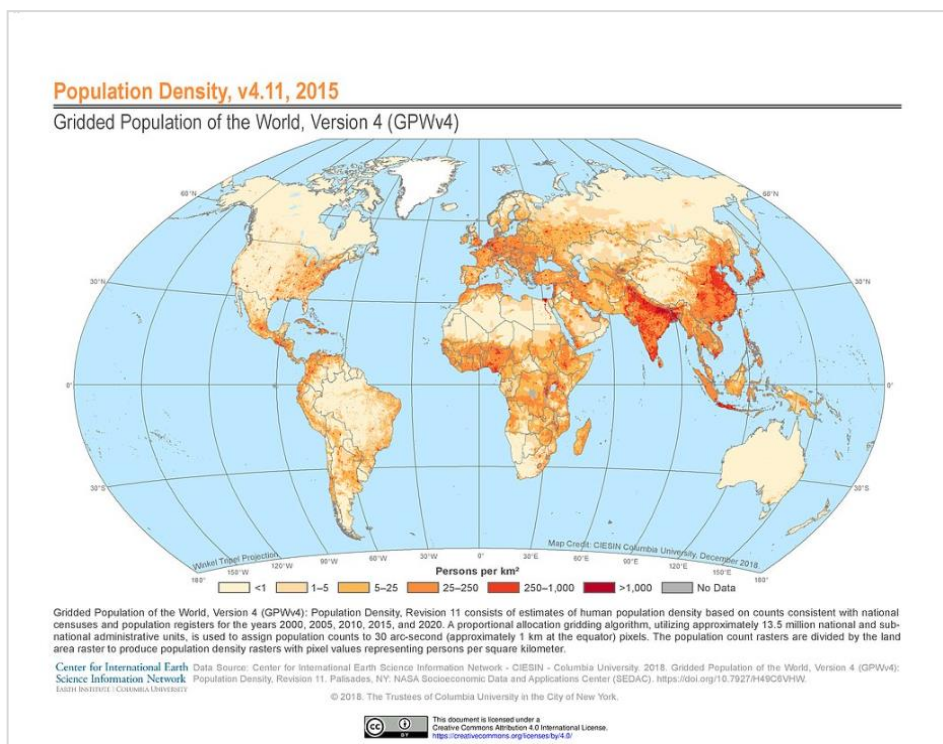 Population Density, v4.11, 2015
Gridded Population of the World, Version 4 (GPWv4)
60°N
60°N
30°N
30°N
0°
0°
30°S
30°S
Winkel Tripel Projection
Map Credit: CIESIN Columbia University, December 2018.
180°
150°W
120°W
90°W
60°W
30°W
0°
30°E
60°E
90°E
120°E
150°E
180°
Persons per km²
<1
1–5
5–25
25–250
250–1,000
>1,000
No Data
Gridded Population of the World, Version 4 (GPWv4): Population Density, Revision 11 consists of estimates of human population density based on counts consistent with national
censuses and population registers for the years 2000, 2005, 2010, 2015, and 2020. A proportional allocation gridding algorithm, utilizing approximately 13.5 million national and sub-
national administrative units, is used to assign population counts to 30 arc-second (approximately 1 km at the equator) pixels. The population count rasters are divided by the land
area raster to produce population density rasters with pixel values representing persons per square kilometer.
Center for International Earth
Science Information Network
EARTH INSTITUTE | COLUMBIA UNIVERSITY
Data Source: Center for International Earth Science Information Network - CIESIN - Columbia University. 2018. Gridded Population of the World, Version 4 (GPWv4):
Population Density, Revision 11. Palisades, NY: NASA Socioeconomic Data and Applications Center (SEDAC). https://doi.org/10.7927/H49C6VHW.
© 2018. The Trustees of Columbia University in the City of New York.
cc
BY
This document is licensed under a
Creative Commons Attribution 4.0 International License.
https://creativecommons.org/licenses/by/4.0/